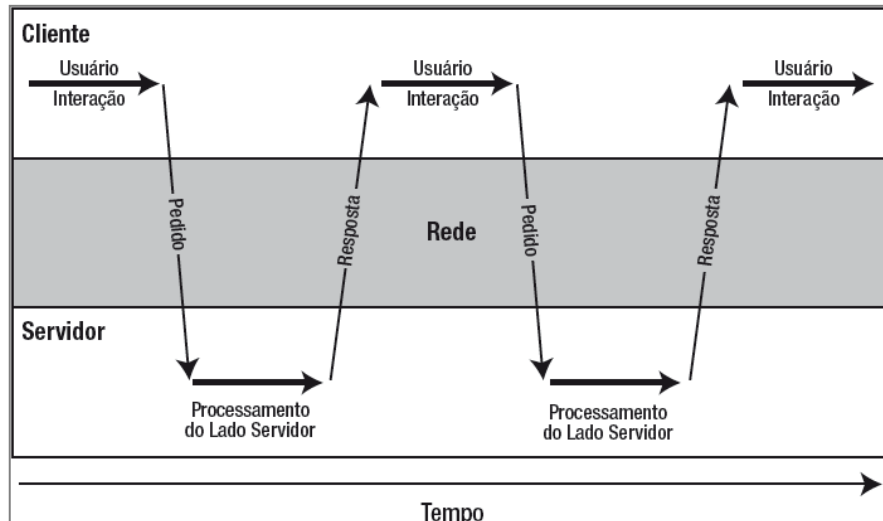 Cliente
Usuário
Interação
Usuário
Interação
Usuário
Interação
Pedido
Resposta
Rede
Pedido
Resposta
Servidor
Processamento
do Lado Servidor
Processamento
do Lado Servidor
Tempo